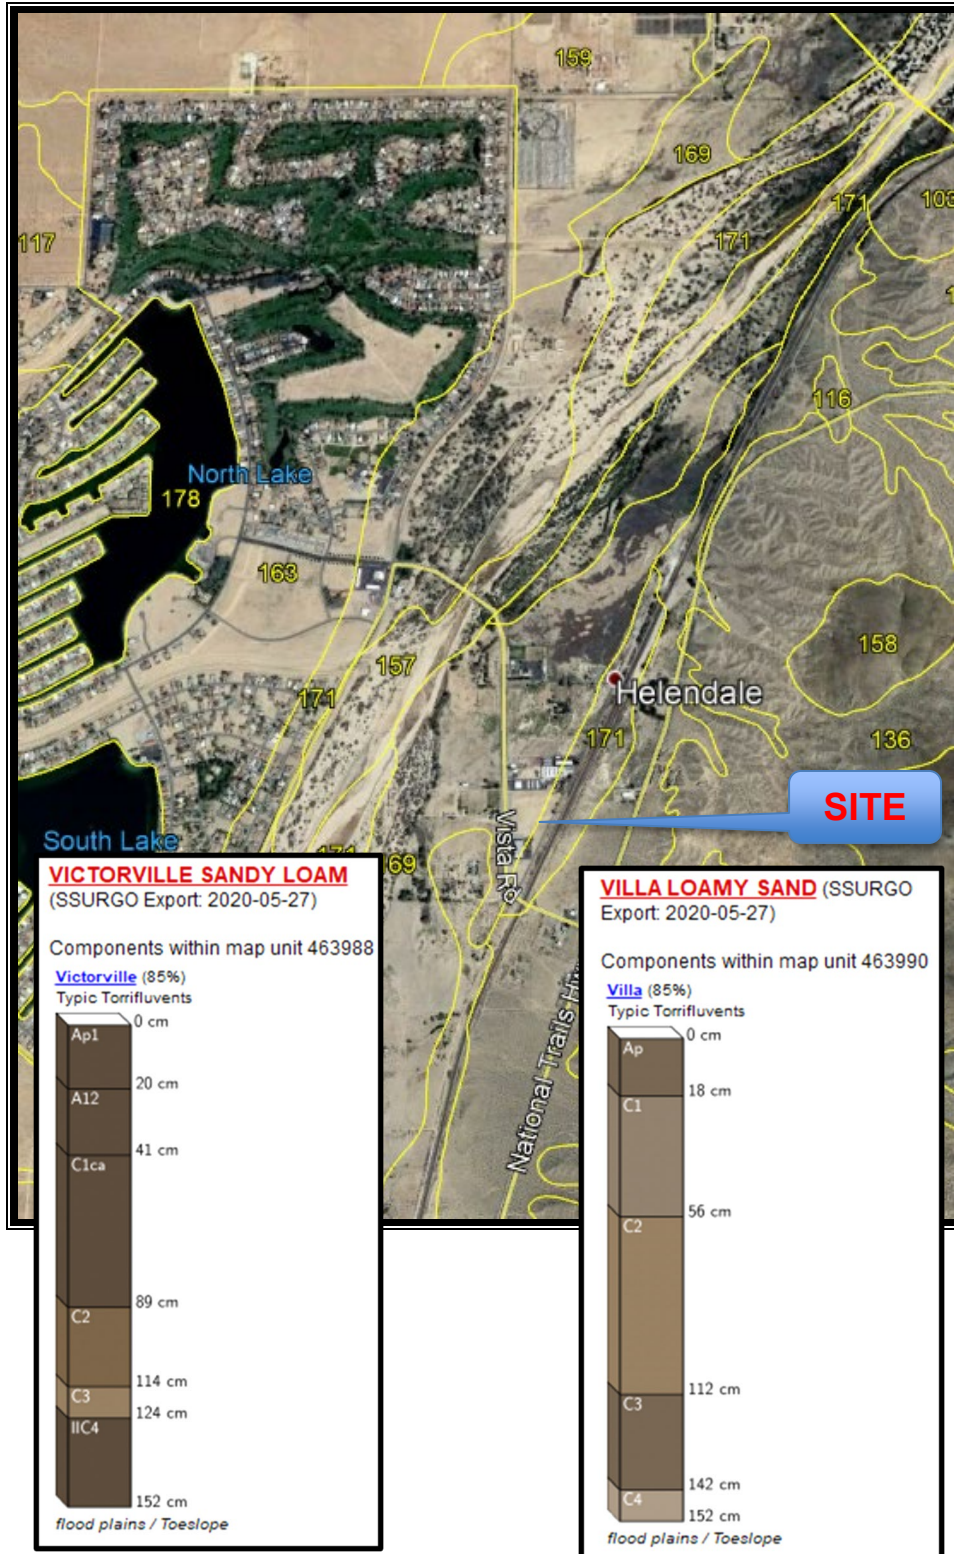 159
169
103
171
171
117
116
North Lake
178
163
158
157
Helendale
171
171
136
SITE
Vista Rd
South Lake
169
National Trails Hwy
VICTORVILLE SANDY LOAM
(SSURGO Export: 2020-05-27)
Components within map unit 463988
Victorville (85%)
Typic Torrifluvents
0 cm
Ap1
20 cm
A12
41 cm
C1ca
89 cm
C2
114 cm
C3
124 cm
IIC4
152 cm
flood plains / Toeslope
VILLA LOAMY SAND (SSURGO
Export: 2020-05-27)
Components within map unit 463990
Villa (85%)
Typic Torrifluvents
0 cm
Ap
18 cm
C1
56 cm
C2
112 cm
C3
142 cm
C4
152 cm
flood plains / Toeslope